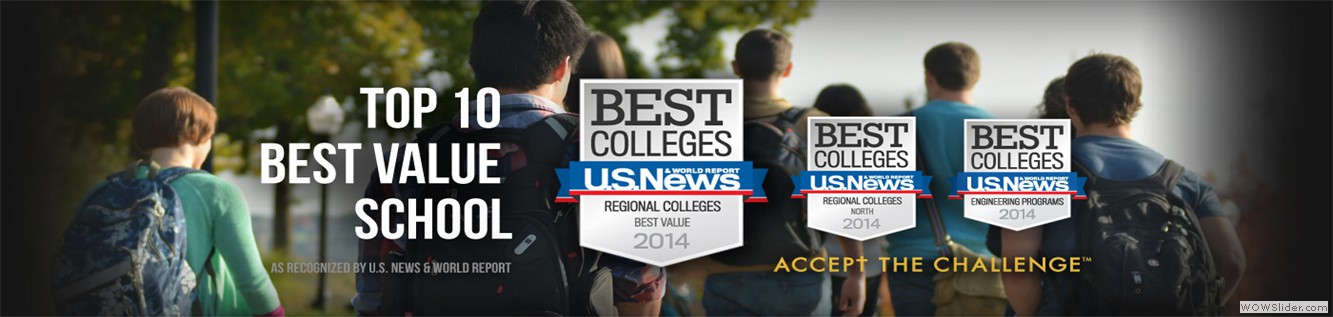 TOP 10
BEST VALUE
SCHOOL
AS RECOGNIZED BY U.S. NEWS & WORLD REPORT
BEST
COLLEGES
& WORLD REPORT
U.S.News
REGIONAL COLLEGES
BEST VALUE
2014
BEST
COLLEGES
& WORLD REPORT
U.S.News
REGIONAL COLLEGES
NORTH
2014
BEST
COLLEGES
& WORLD REPORT
U.S.News
ENGINEERING PROGRAMS
2014
ACCEPt THE CHALLENGE™
WOWSlider.com